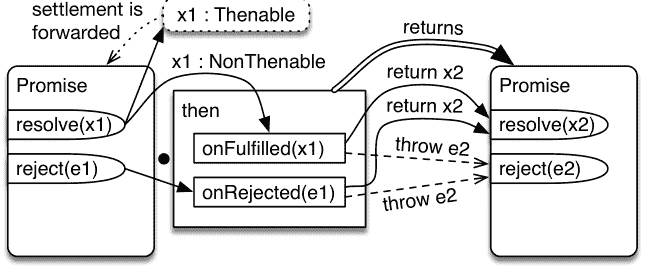 settlement is
forwarded
x1 : Thenable
returns
x1 : NonThenable
return x2
Promise
then
return x2
Promise
resolve(x1)
onFulfilled(x1)
throw e2
resolve(x2)
reject(e1)
onRejected(e1)
throw e2
reject(e2)